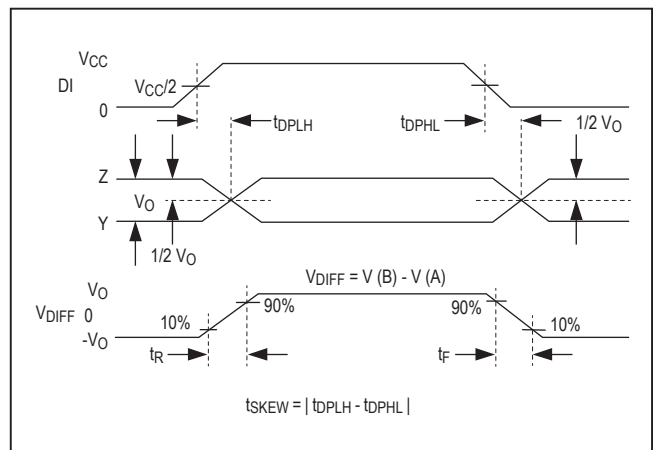 VCC
DI
VCC/2
0
tDPLH
tDPHL
1/2 VO
Z
VO
Y
1/2 VO
VDIFF = V (B) - V (A)
VO
VDIFF 0
-VO
10%
90%
90%
10%
tR
tF
tSKEW = | tDPLH - tDPHL |